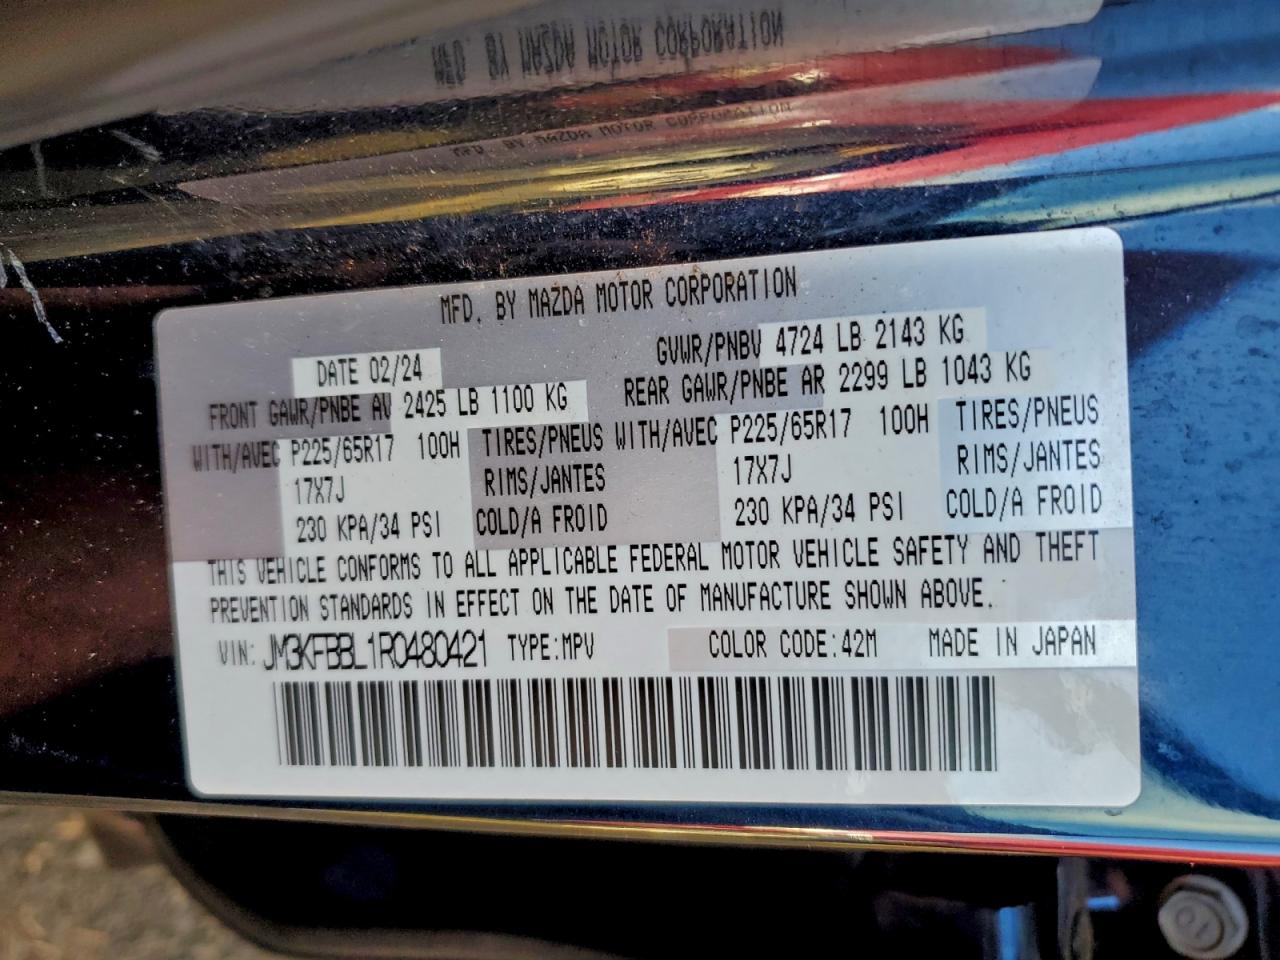 MFD. BY MAZDA MOTOR CORPORATION
MFD. BY MAZDA MOTOR CORPORATION
MFD. BY MAZDA MOTOR CORPORATION
DATE 02/24 GVWR/PNBV 4724 LB 2143 KG
FRONT GAWR/PNBE AV 2425 LB 1100 KG REAR GAWR/PNBE AR 2299 LB 1043 KG
WITH/AVEC P225/65R17 100H TIRES/PNEUS WITH/AVEC P225/65R17 100H TIRES/PNEUS
17X7J RIMS/JANTES 17X7J RIMS/JANTES
230 KPA/34 PSI COLD/A FROID 230 KPA/34 PSI COLD/A FROID
THIS VEHICLE CONFORMS TO ALL APPLICABLE FEDERAL MOTOR VEHICLE SAFETY AND THEFT
PREVENTION STANDARDS IN EFFECT ON THE DATE OF MANUFACTURE SHOWN ABOVE.
VIN: JM3KFBBL1R0480421 TYPE:MPV COLOR CODE:42M MADE IN JAPAN